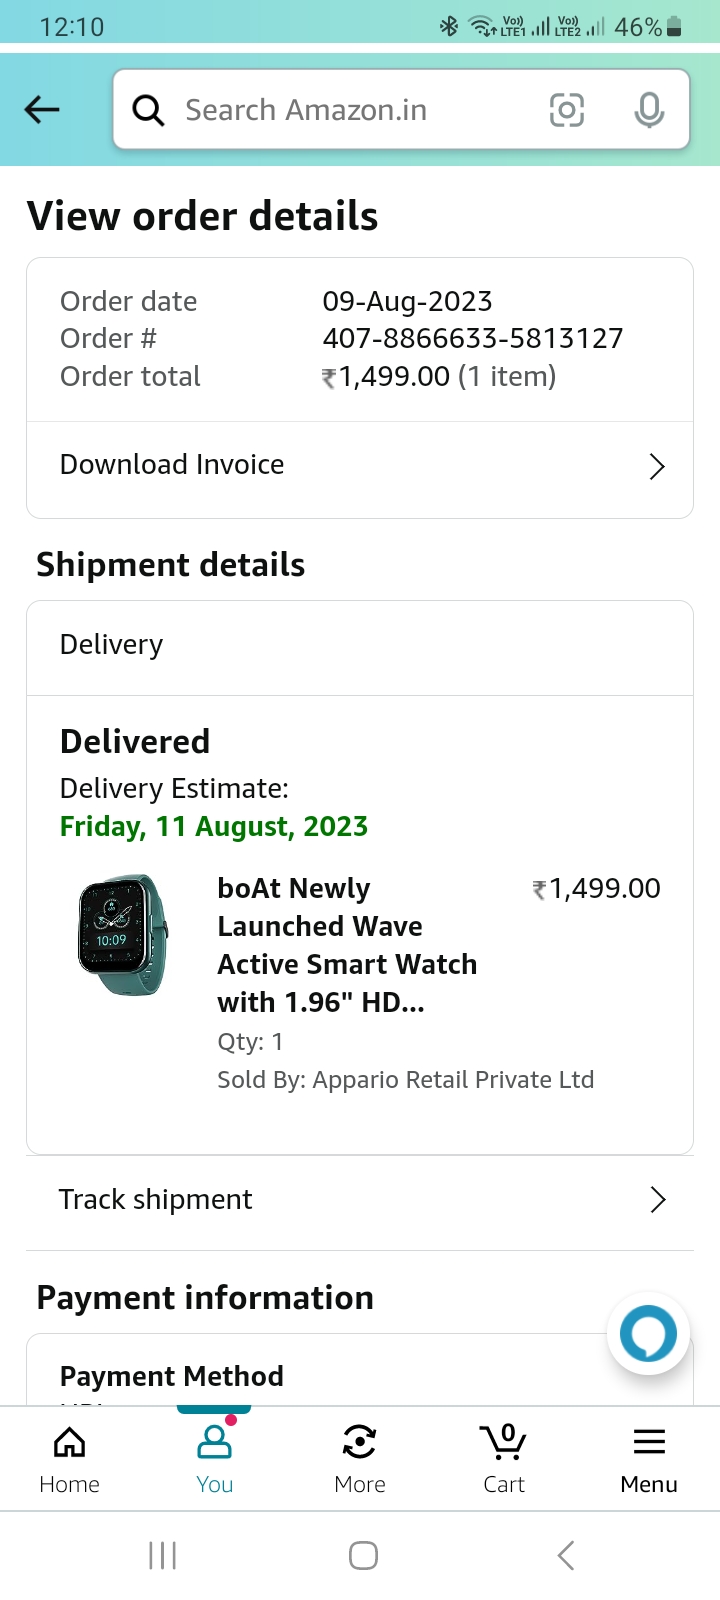 12:10
Vo)) LTE1 Vo)) LTE2 46%
Search Amazon.in
View order details
Order date 09-Aug-2023
Order # 407-8866633-5813127
Order total ₹1,499.00 (1 item)
Download Invoice
Shipment details
Delivery
Delivered
Delivery Estimate:
Friday, 11 August, 2023
boAt Newly ₹1,499.00
Launched Wave
Active Smart Watch
with 1.96" HD...
10:09
Qty: 1
Sold By: Appario Retail Private Ltd
Track shipment
Payment information
Payment Method
0
Home You More Cart Menu